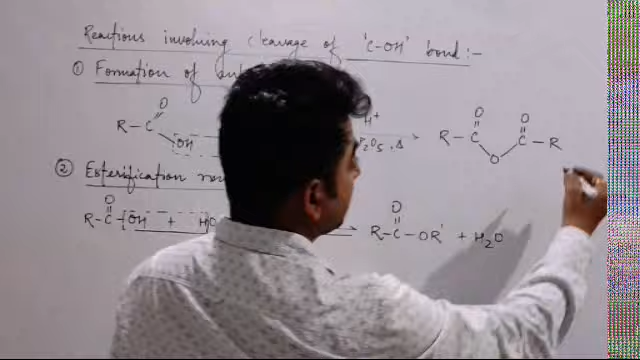 Reactions involving cleavage of 'C-OH' bond:-
① Formation of
O
R-C OH H+ P2O5, Δ R-C O C-R
O O O
② Esterification
R-C OH + HO R-C-OR' + H2O
O O